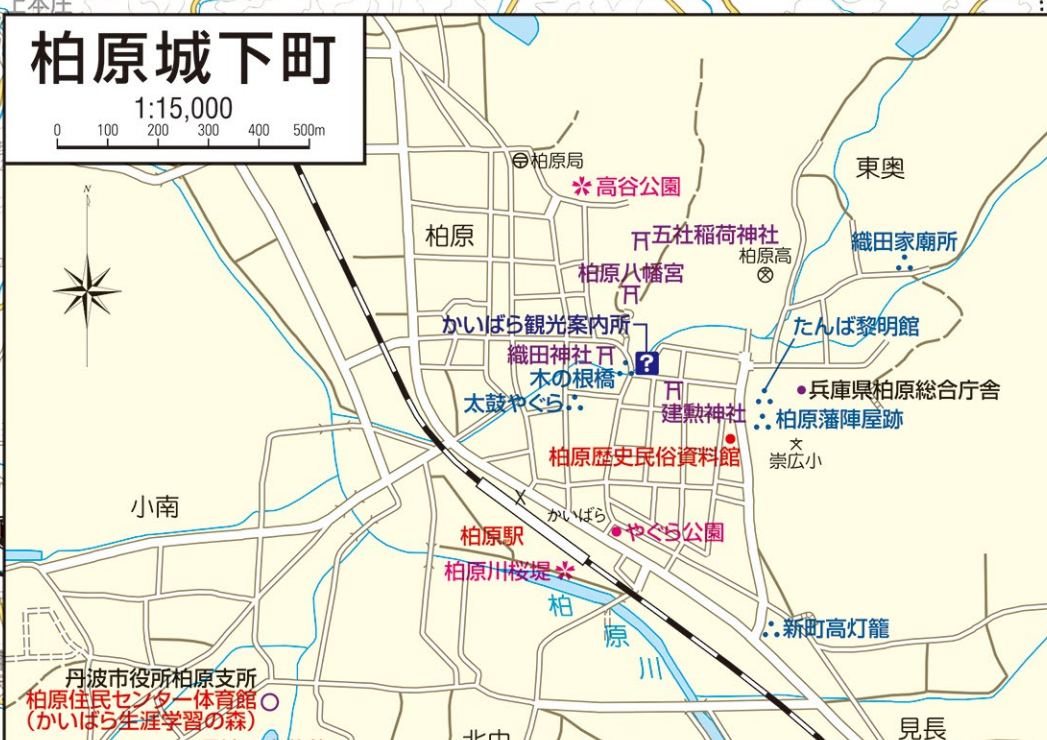 上本庄
柏原城下町
1:15,000
0 100 200 300 400 500m
N
柏原局
高谷公園
東奥
柏原
五社稲荷神社
織田家廟所
柏原高
柏原八幡宮
かいばら観光案内所
?
たんば黎明館
織田神社
木の根橋
太鼓やぐら
建勲神社
兵庫県柏原総合庁舎
柏原藩陣屋跡
柏原歴史民俗資料館
崇広小
小南
かいばら
柏原駅
やぐら公園
柏原川桜堤
柏原川
新町高灯籠
丹波市役所柏原支所
柏原住民センター体育館
(かいばら生涯学習の森)
見長